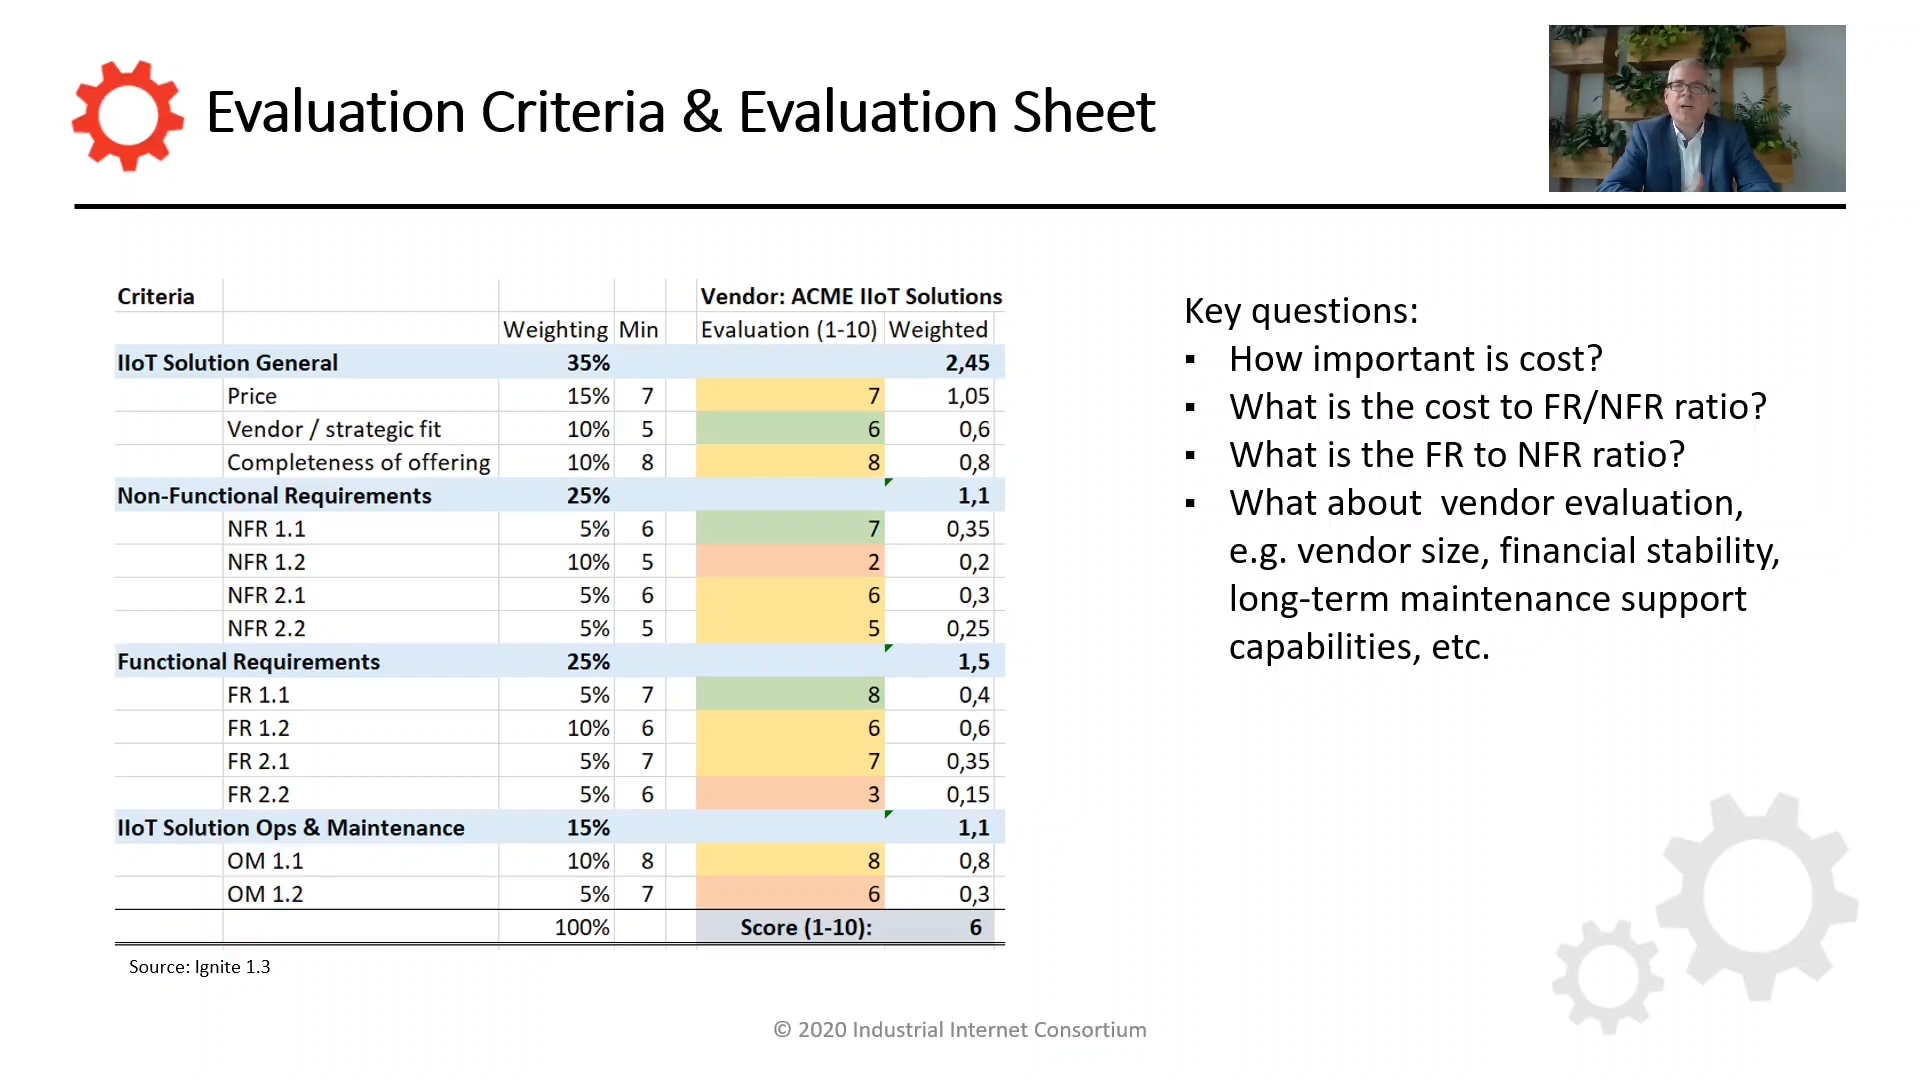 Evaluation Criteria & Evaluation Sheet
Criteria Vendor: ACME IIoT Solutions
Weighting Min Evaluation (1-10) Weighted
IIoT Solution General 35% 2,45
Price 15% 7 7 1,05
Vendor / strategic fit 10% 5 6 0,6
Completeness of offering 10% 8 8 0,8
Non-Functional Requirements 25% 1,1
NFR 1.1 5% 6 7 0,35
NFR 1.2 10% 5 2 0,2
NFR 2.1 5% 6 6 0,3
NFR 2.2 5% 5 5 0,25
Functional Requirements 25% 1,5
FR 1.1 5% 7 8 0,4
FR 1.2 10% 6 6 0,6
FR 2.1 5% 7 7 0,35
FR 2.2 5% 6 3 0,15
IIoT Solution Ops & Maintenance 15% 1,1
OM 1.1 10% 8 8 0,8
OM 1.2 5% 7 6 0,3
100% Score (1-10): 6
Source: Ignite 1.3
Key questions:
▪ How important is cost?
▪ What is the cost to FR/NFR ratio?
▪ What is the FR to NFR ratio?
▪ What about vendor evaluation,
e.g. vendor size, financial stability,
long-term maintenance support
capabilities, etc.
© 2020 Industrial Internet Consortium